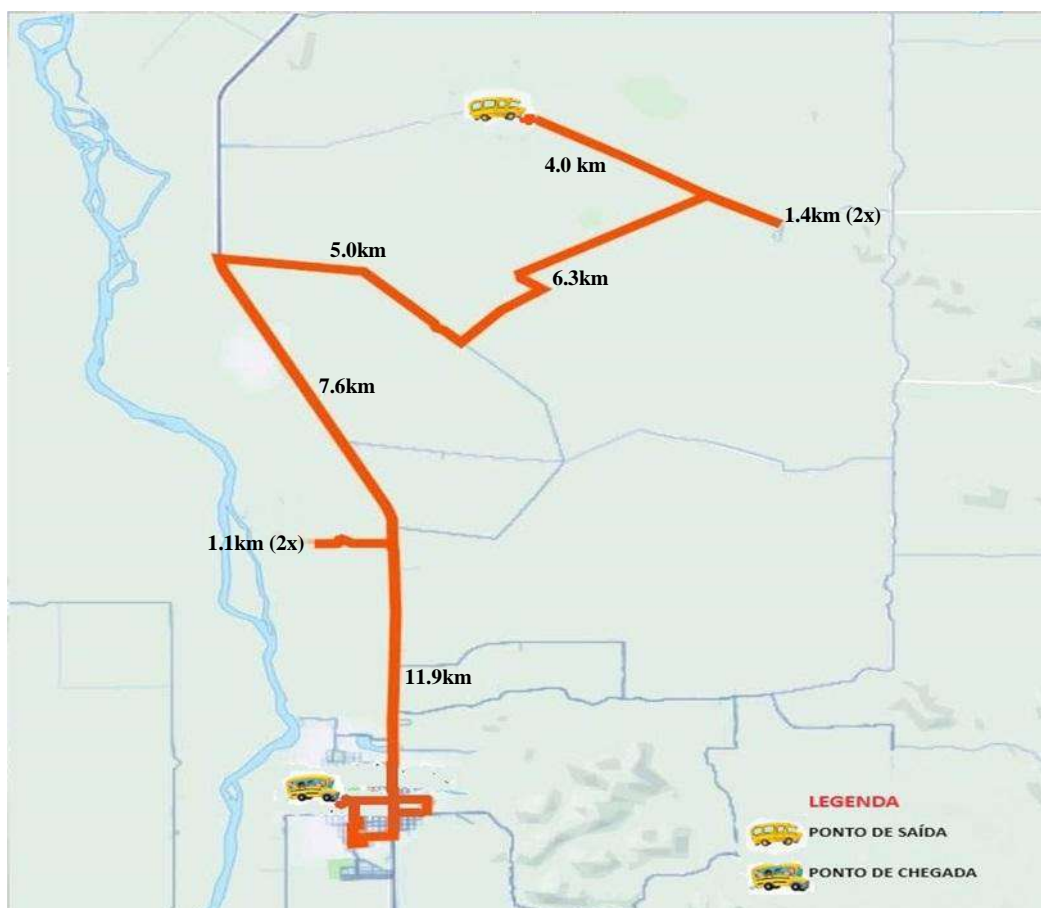 4.0 km
1.4km (2x)
5.0km
6.3km
7.6km
1.1km (2x)
11.9km
LEGENDA
PONTO DE SAÍDA
PONTO DE CHEGADA